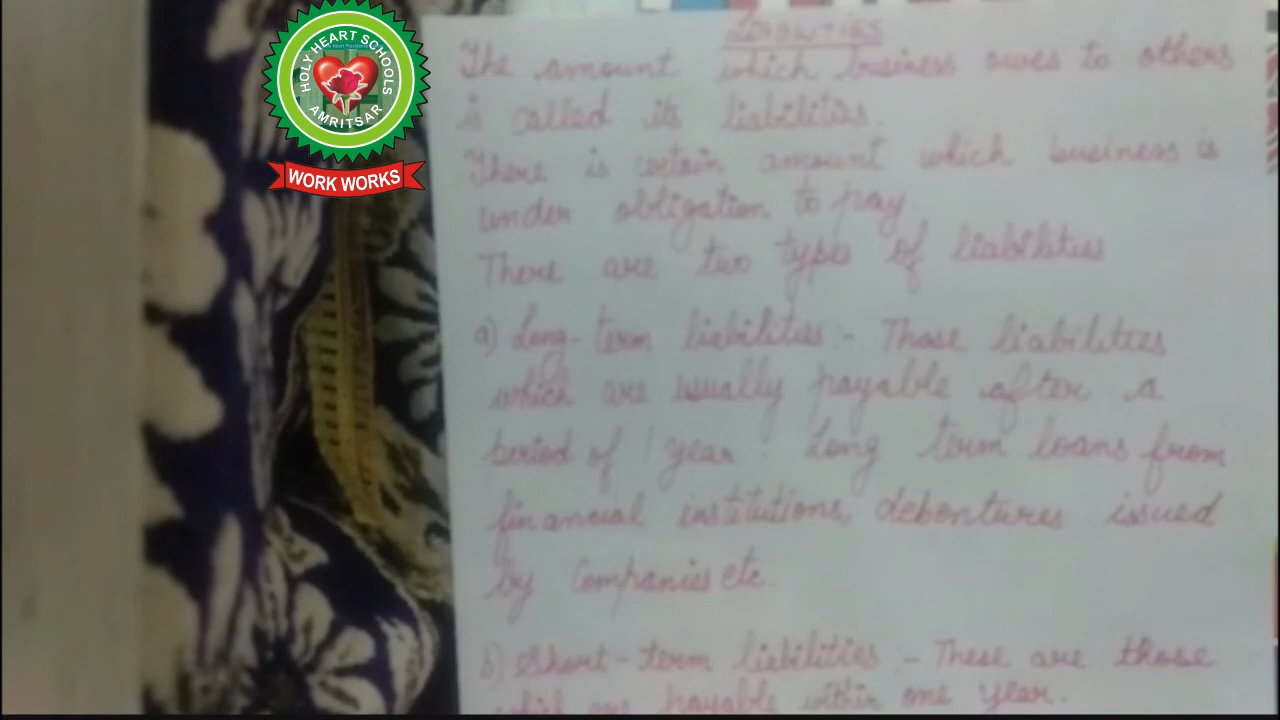 HOLY HEART SCHOOLS
AMRITSAR
WORK WORKS
The amount which business owes to others
is called its liabilities.
There is certain amount which business is
under obligation to pay.
There are two types of liabilities
a) Long-term liabilities :- Those liabilities
which are usually payable after a
period of 1 year. Long term loans from
financial institutions, debentures issued
by Companies etc.
b) Short-term liabilities :- These are those
which are payable within one year.